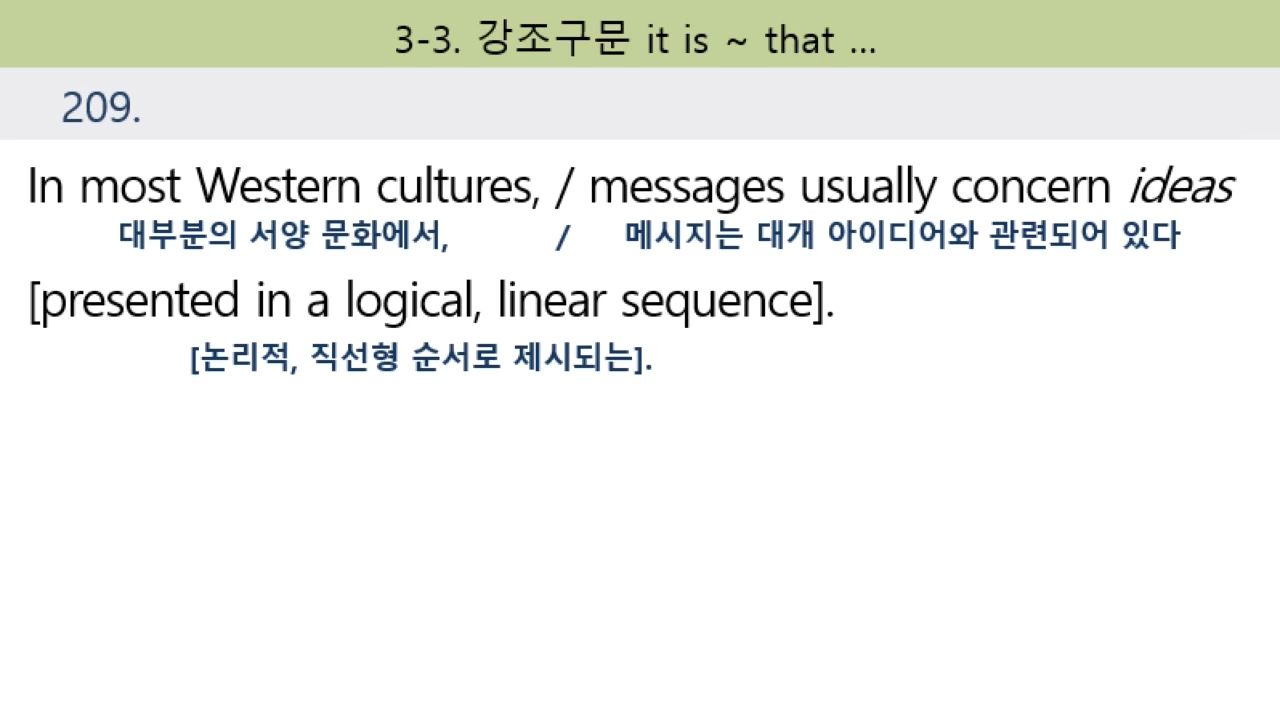 3-3. 강조구문 it is ~ that ...
209.
In most Western cultures, / messages usually concern ideas
대부분의 서양 문화에서, / 메시지는 대개 아이디어와 관련되어 있다
[presented in a logical, linear sequence].
[논리적, 직선형 순서로 제시되는].